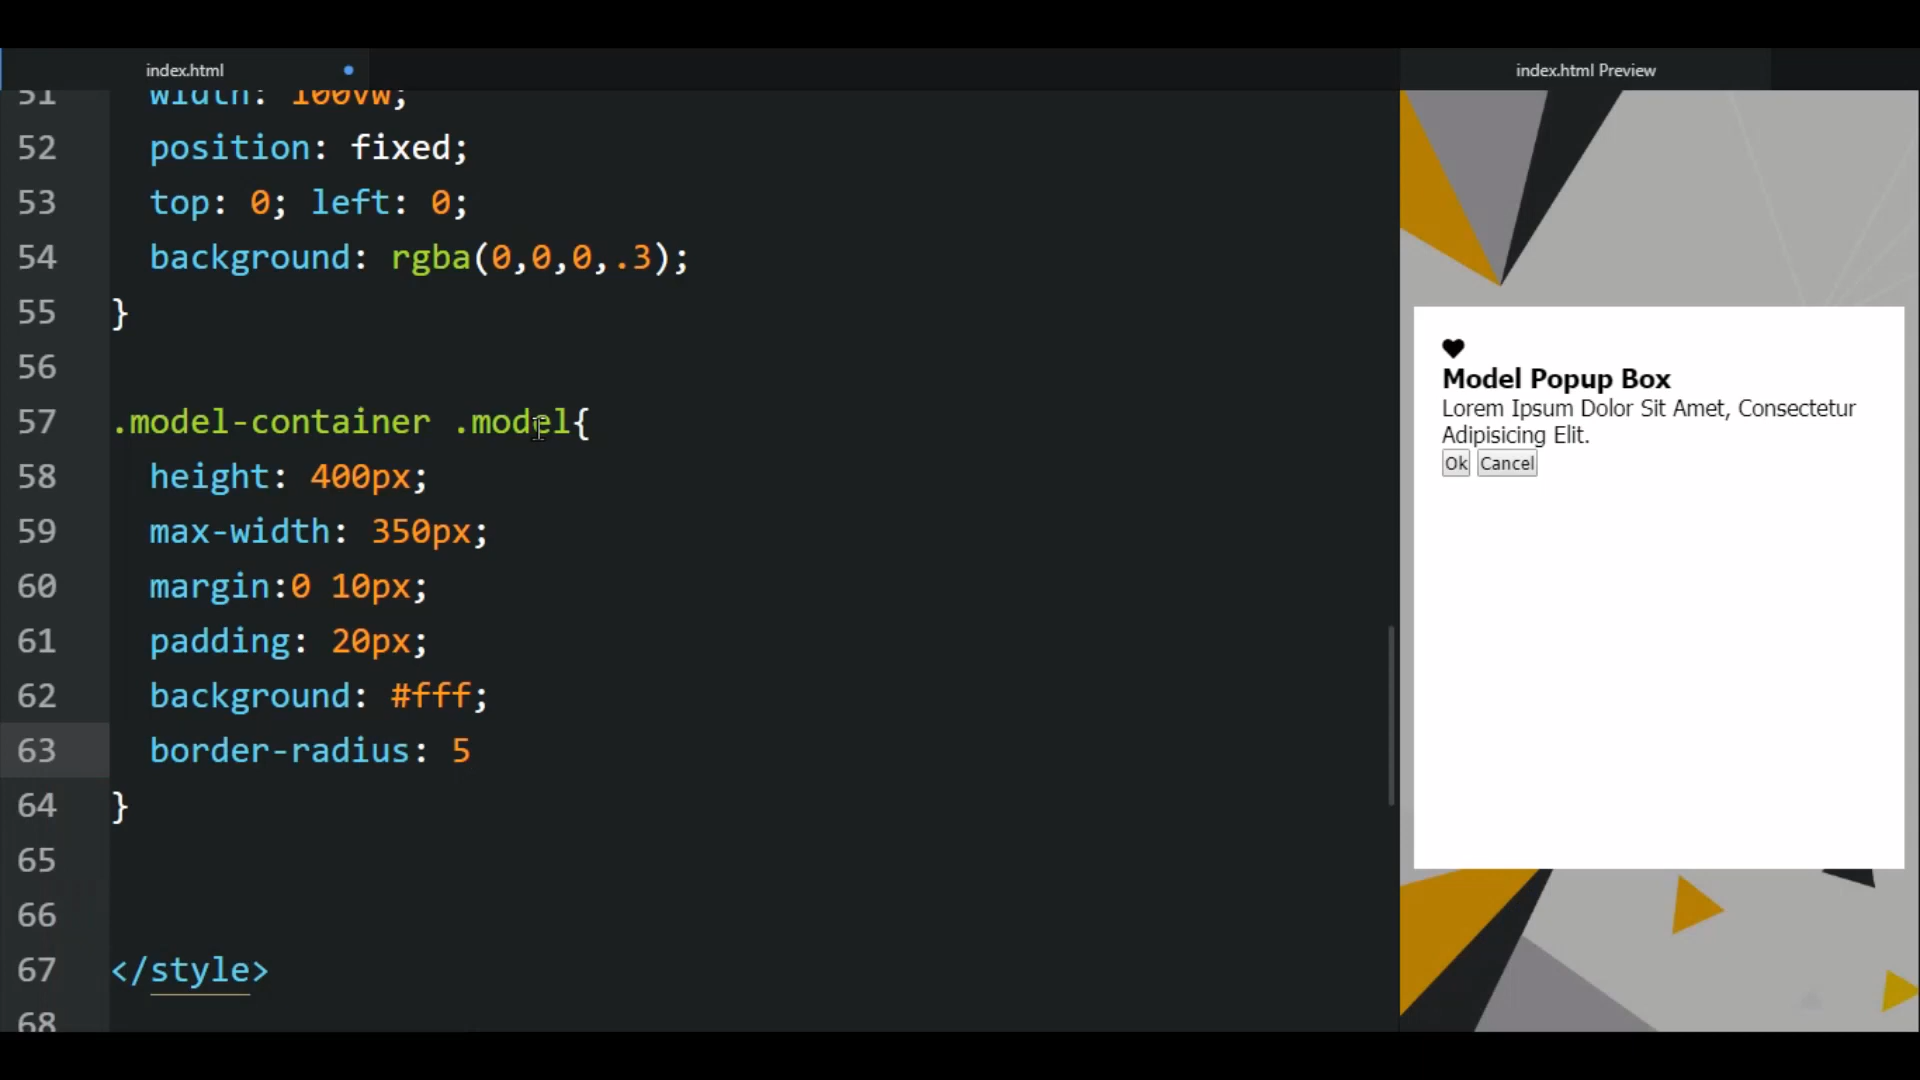 index.html
index.html Preview
51 width: 100vw;
52 position: fixed;
53 top: 0; left: 0;
54 background: rgba(0,0,0,.3);
55 }
56
57 .model-container .model{
58 height: 400px;
59 max-width: 350px;
60 margin:0 10px;
61 padding: 20px;
62 background: #fff;
63 border-radius: 5
64 }
65
66
67 </style>
68
Model Popup Box
Lorem Ipsum Dolor Sit Amet, Consectetur
Adipisicing Elit.
Ok Cancel